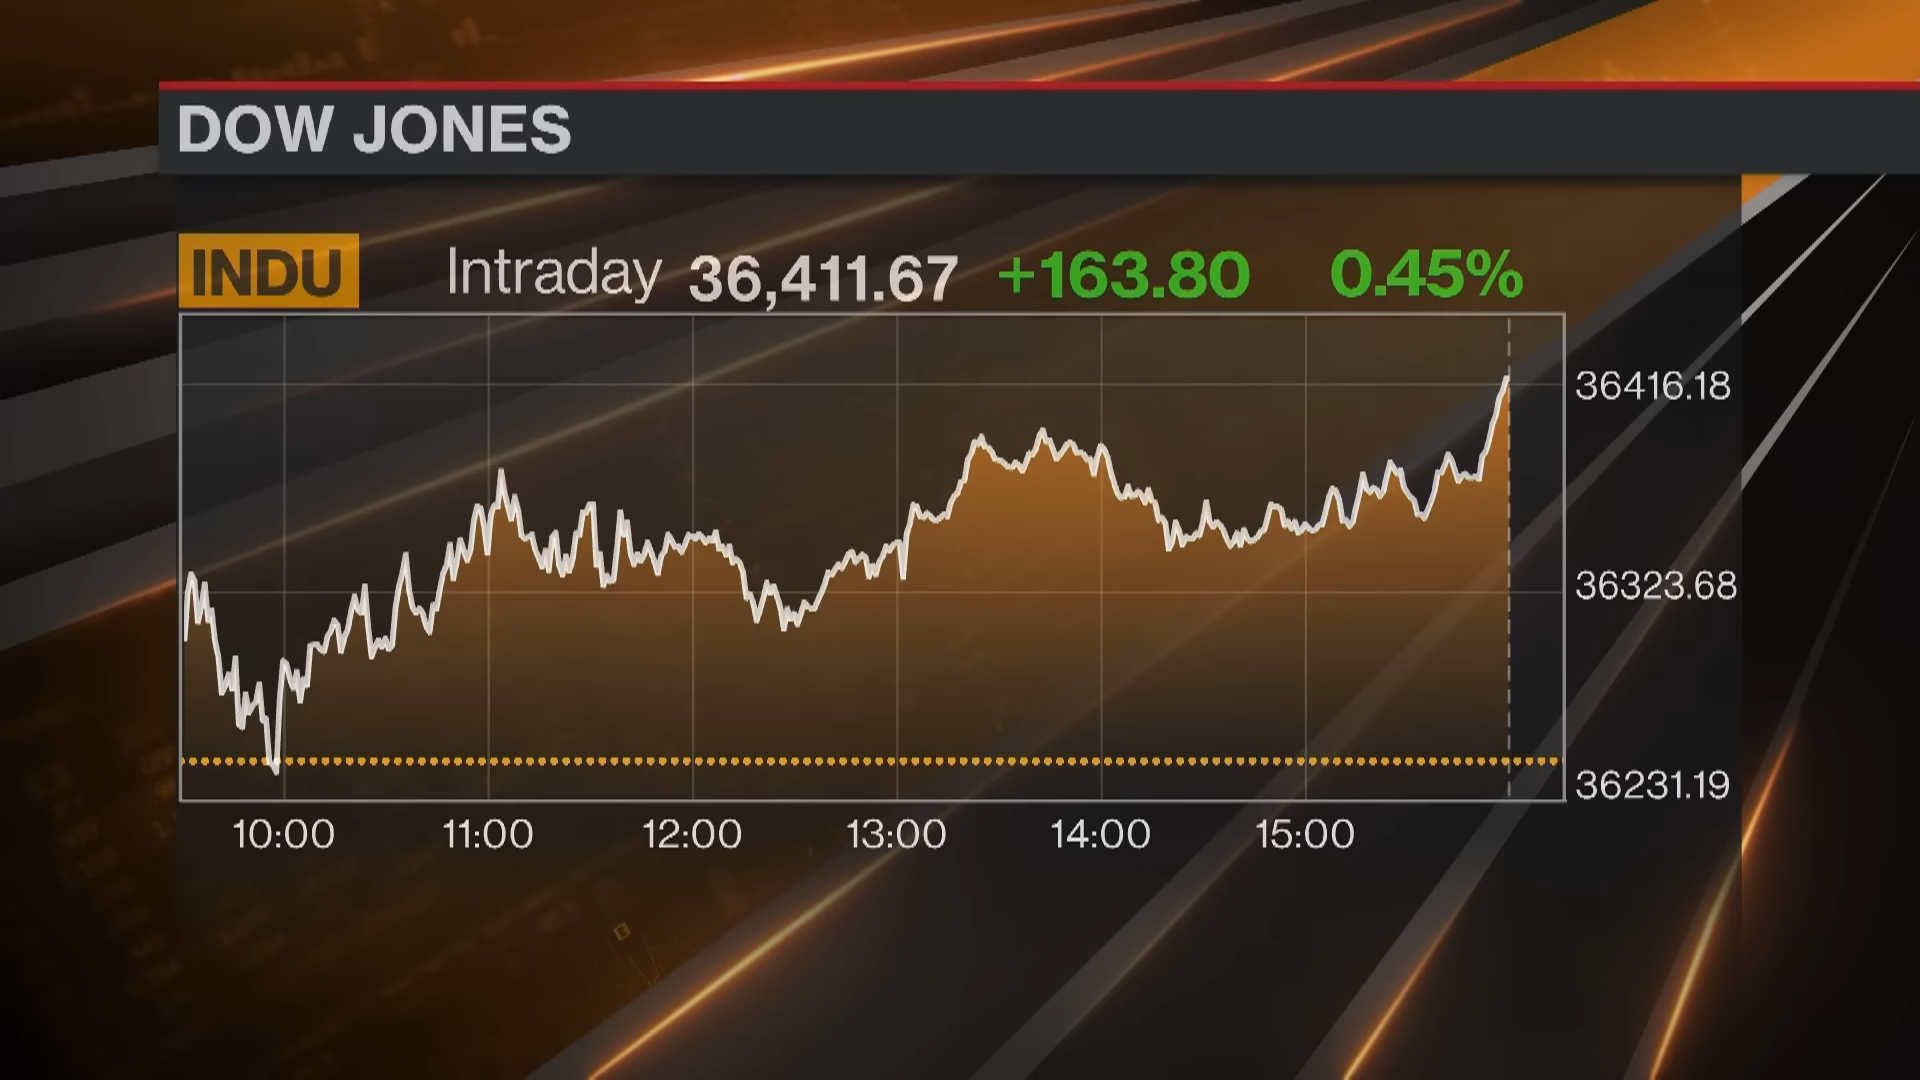 DOW JONES
INDU Intraday 36,411.67 +163.80 0.45%
36416.18
36323.68
36231.19
10:00 11:00 12:00 13:00 14:00 15:00